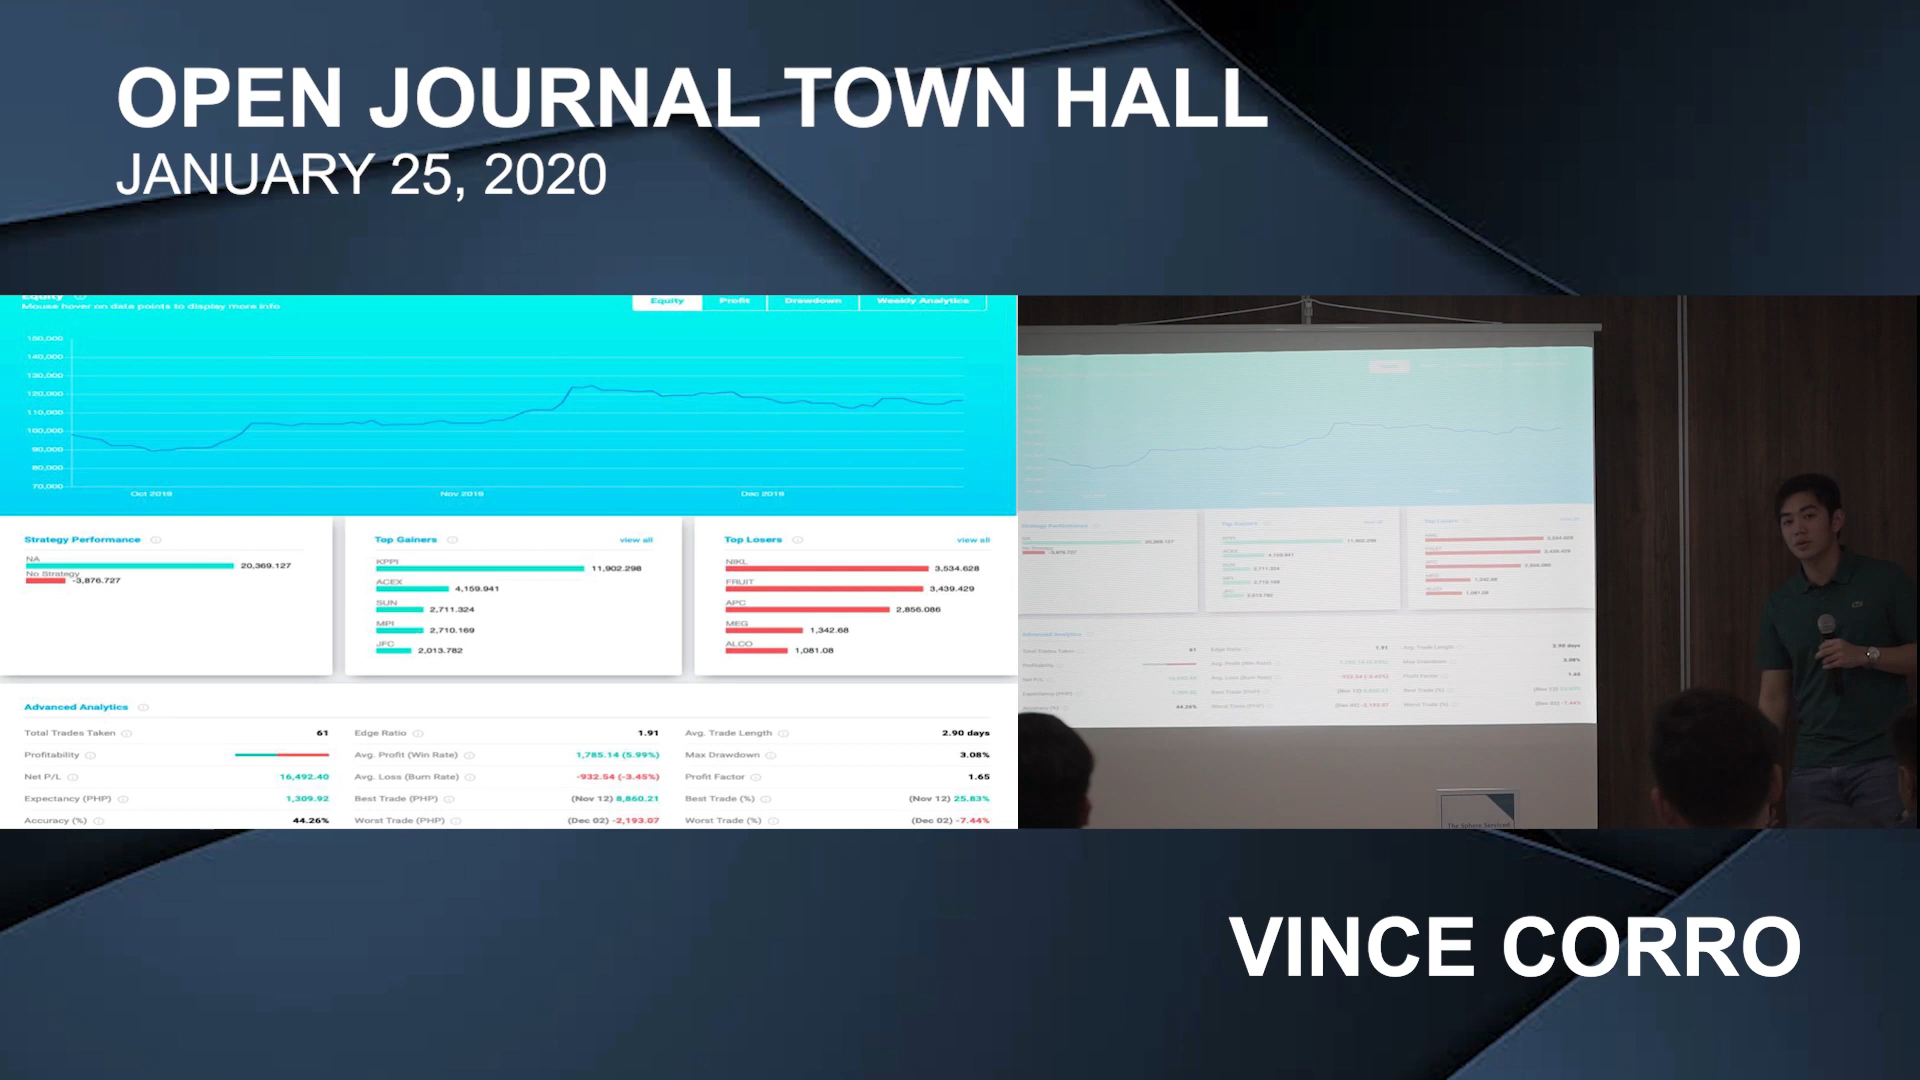 OPEN JOURNAL TOWN HALL
JANUARY 25, 2020
Equity
Mouse hover on data points to display more info
Equity Profit Drawdown Weekly Analytics
150,000
140,000
130,000
120,000
110,000
100,000
90,000
80,000
70,000
Oct 2019 Nov 2019 Dec 2019
Strategy Performance
NA
20,369.127
No Strategy
-3,876.727
Top Gainers view all
KPPI
11,902.298
ACEX
4,159.941
SUN
2,711.324
MPI
2,710.169
JFC
2,013.782
Top Losers view all
NIKL
3,534.628
FRUIT
3,439.429
APC
2,856.086
MEG
1,342.68
ALCO
1,081.08
Advanced Analytics
Total Trades Taken 61 Edge Ratio 1.91 Avg. Trade Length 2.90 days
Profitability Avg. Profit (Win Rate) 1,785.14 (5.99%) Max Drawdown 3.08%
Net P/L 16,492.40 Avg. Loss (Burn Rate) -932.54 (-3.45%) Profit Factor 1.65
Expectancy (PHP) 1,309.92 Best Trade (PHP) (Nov 12) 8,860.21 Best Trade (%) (Nov 12) 25.83%
Accuracy (%) 44.26% Worst Trade (PHP) (Dec 02) -2,193.07 Worst Trade (%) (Dec 02) -7.44%
The Sphere Serviced
VINCE CORRO